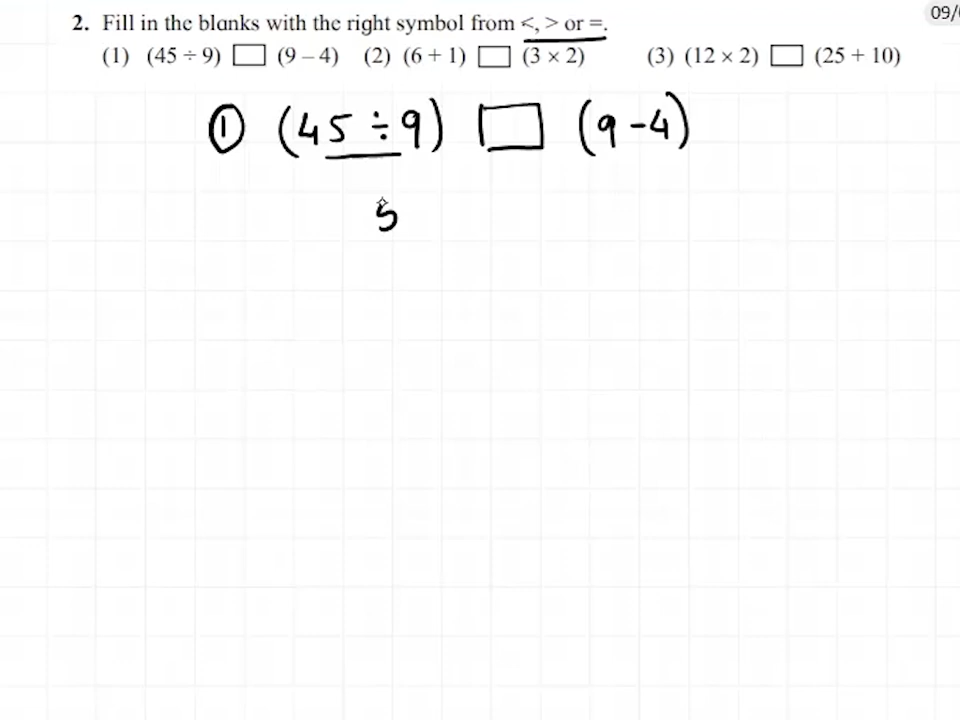 09/
2. Fill in the blanks with the right symbol from <, > or =.
(1) (45 ÷ 9) □ (9 – 4) (2) (6 + 1) □ (3 × 2) (3) (12 × 2) □ (25 + 10)
① (45 ÷ 9) □ (9 - 4)
5